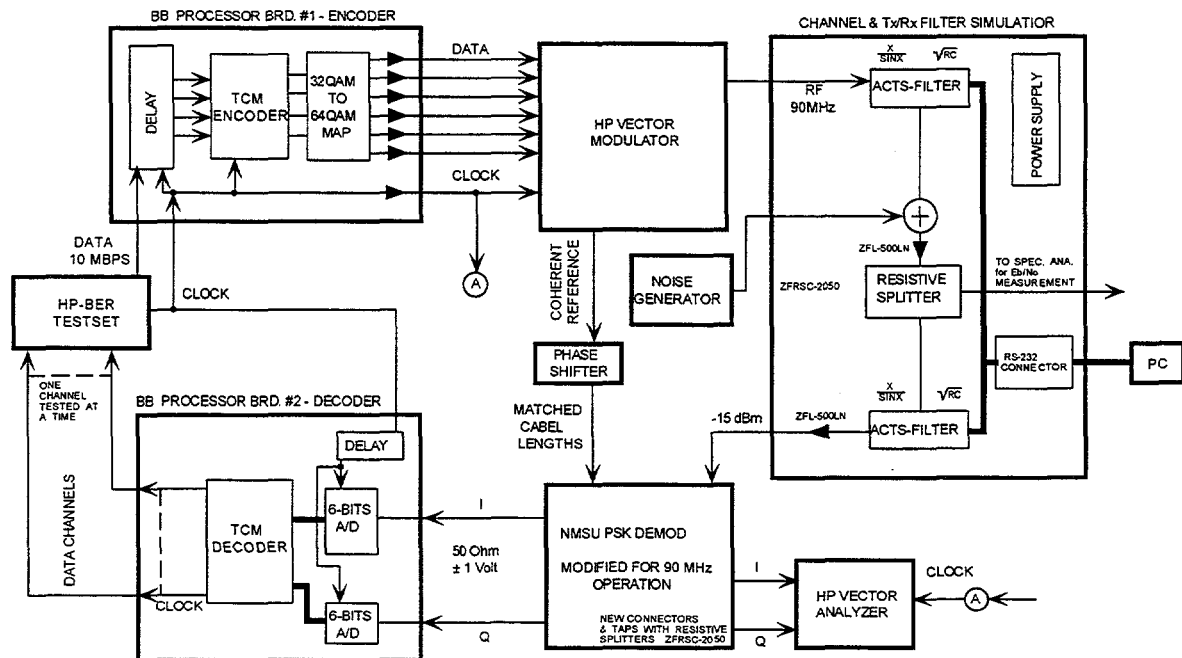 BB PROCESSOR BRD. #1 - ENCODER
DELAY
TCM
ENCODER
32QAM
TO
64QAM
MAP
DATA
CLOCK
A
HP VECTOR
MODULATOR
CHANNEL & Tx/Rx FILTER SIMULATIOR
X
SINX
√RC
ACTS-FILTER
RF
90MHz
POWER SUPPLY
ZFL-500LN
RESISTIVE
SPLITTER
ZFRSC-2050
TO SPEC. ANA.
for Eb/No
MEASUREMENT
RS-232
CONNECTOR
PC
X
SINX
√RC
ZFL-500LN
ACTS-FILTER
-15 dBm
NOISE
GENERATOR
COHERENT
REFERENCE
PHASE
SHIFTER
MATCHED
CABEL
LENGTHS
DATA
10 MBPS
HP-BER
TESTSET
CLOCK
ONE
CHANNEL
TESTED AT
A TIME
DATA CHANNELS
BB PROCESSOR BRD. #2 - DECODER
DELAY
TCM
DECODER
6-BITS
A/D
6-BITS
A/D
CLOCK
I
50 Ohm
± 1 Volt
Q
NMSU PSK DEMOD
MODIFIED FOR 90 MHz
OPERATION
NEW CONNECTORS
& TAPS WITH RESISTIVE
SPLITTERS ZFRSC-2050
I
Q
HP VECTOR
ANALYZER
CLOCK
A